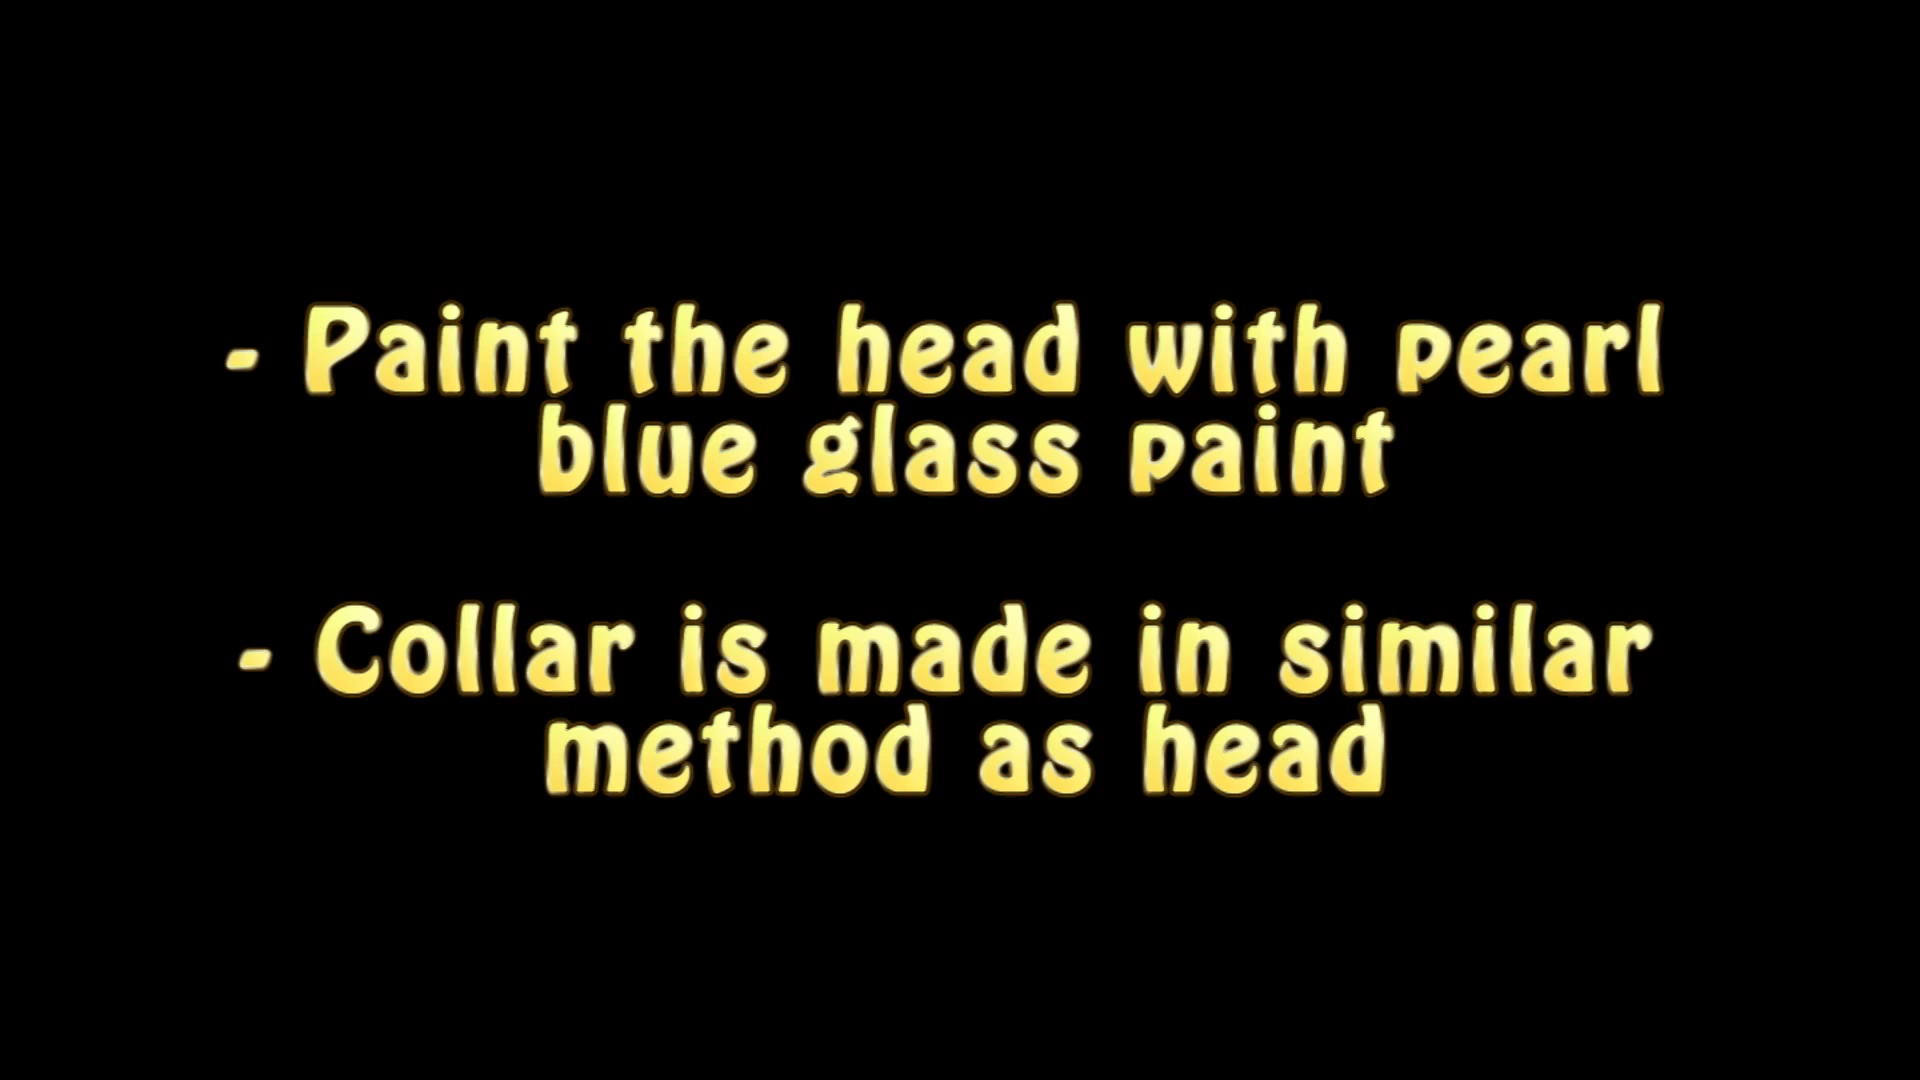 - Paint the head with pearl
blue glass paint
- Collar is made in similar
method as head